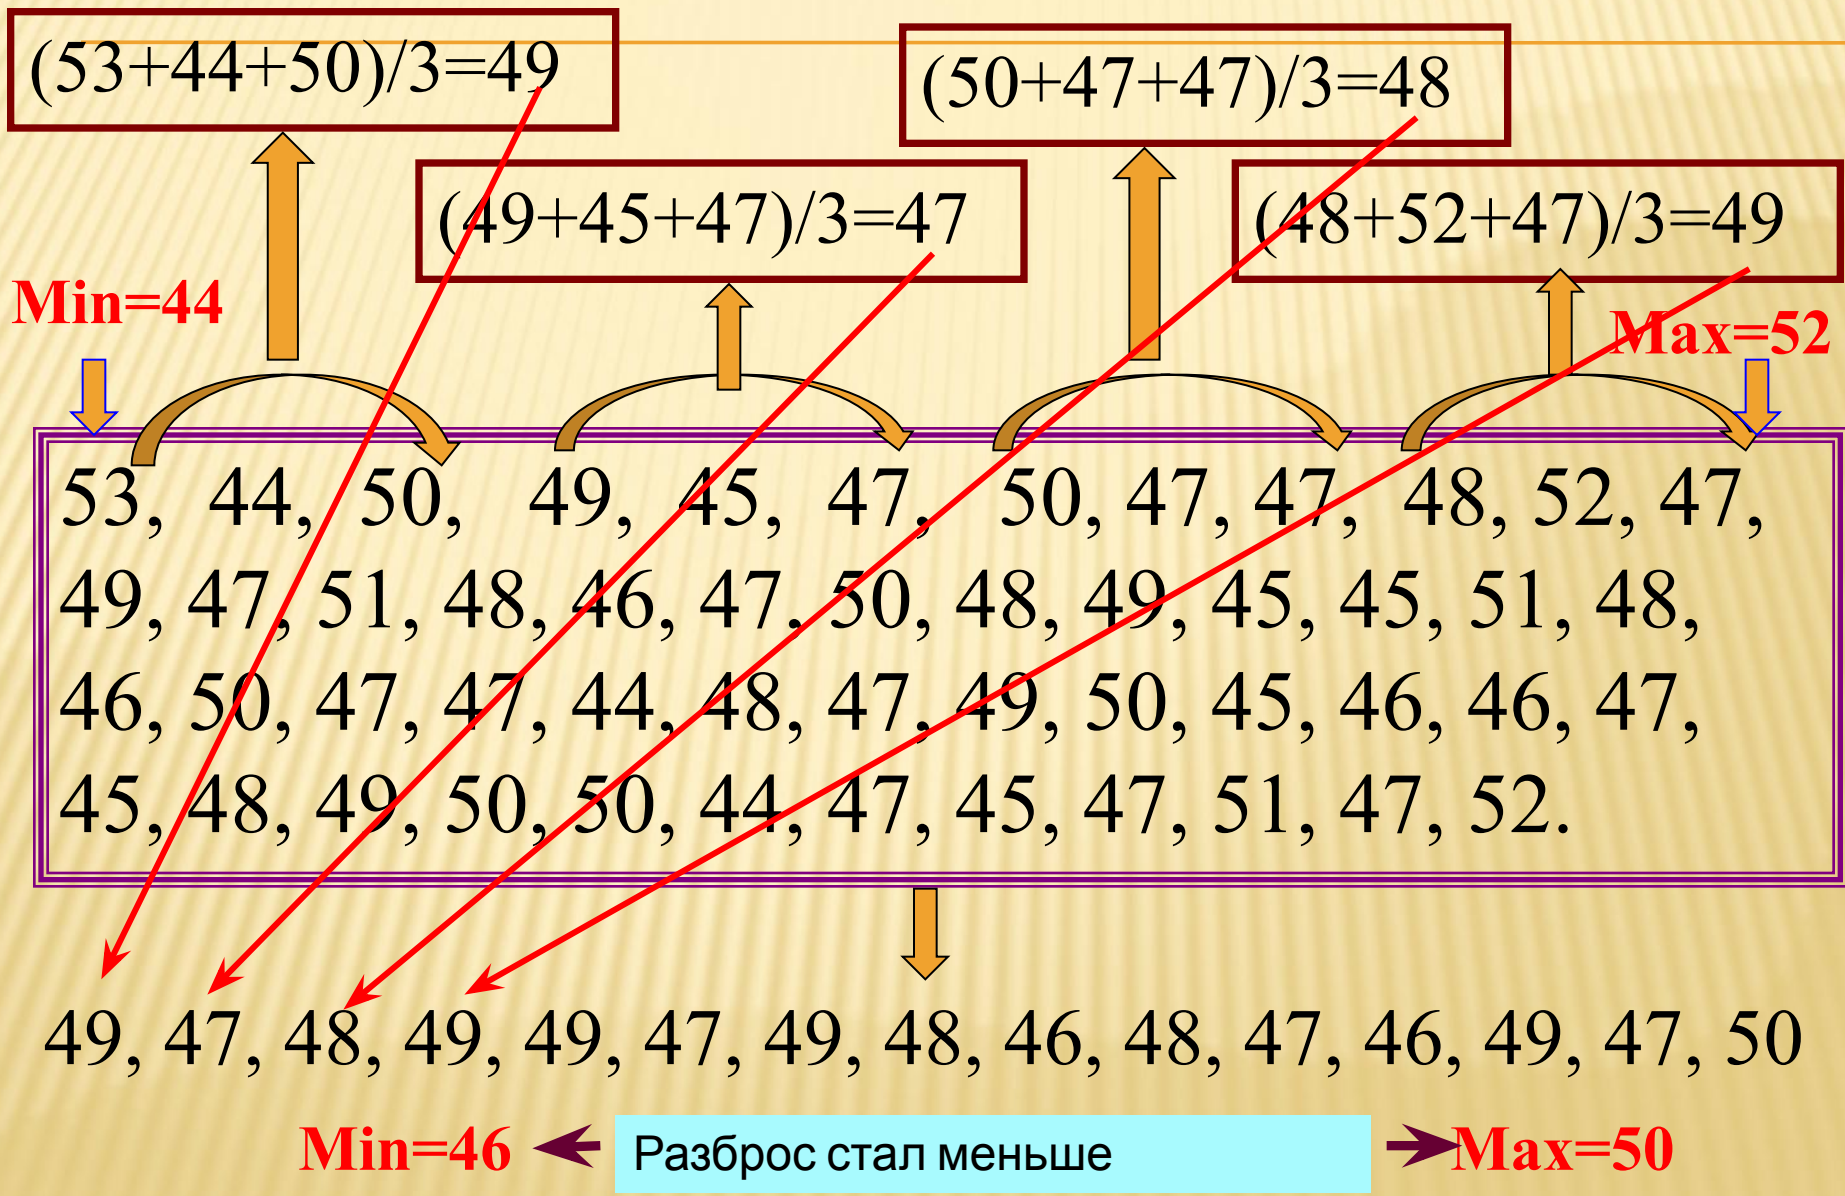 (53+44+50)/3=49
(50+47+47)/3=48
(49+45+47)/3=47
(48+52+47)/3=49
Min=44
Max=52
53, 44, 50, 49, 45, 47, 50, 47, 47, 48, 52, 47,
49, 47, 51, 48, 46, 47, 50, 48, 49, 45, 45, 51, 48,
46, 50, 47, 47, 44, 48, 47, 49, 50, 45, 46, 46, 47,
45, 48, 49, 50, 50, 44, 47, 45, 47, 51, 47, 52.
49, 47, 48, 49, 49, 47, 49, 48, 46, 48, 47, 46, 49, 47, 50
Min=46
Разброс стал меньше
Max=50